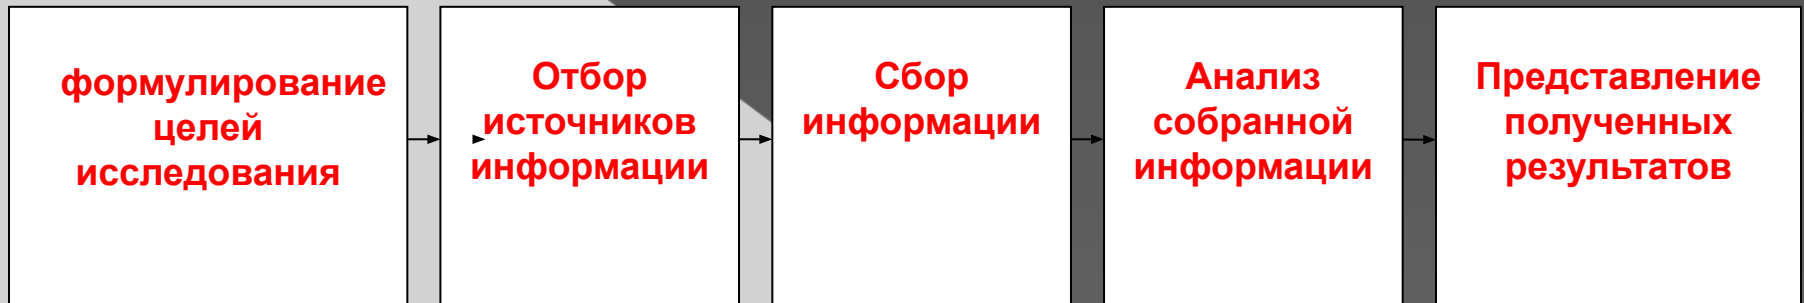 формулирование
целей
исследования
Отбор
источников
информации
Сбор
информации
Анализ
собранной
информации
Представление
полученных
результатов